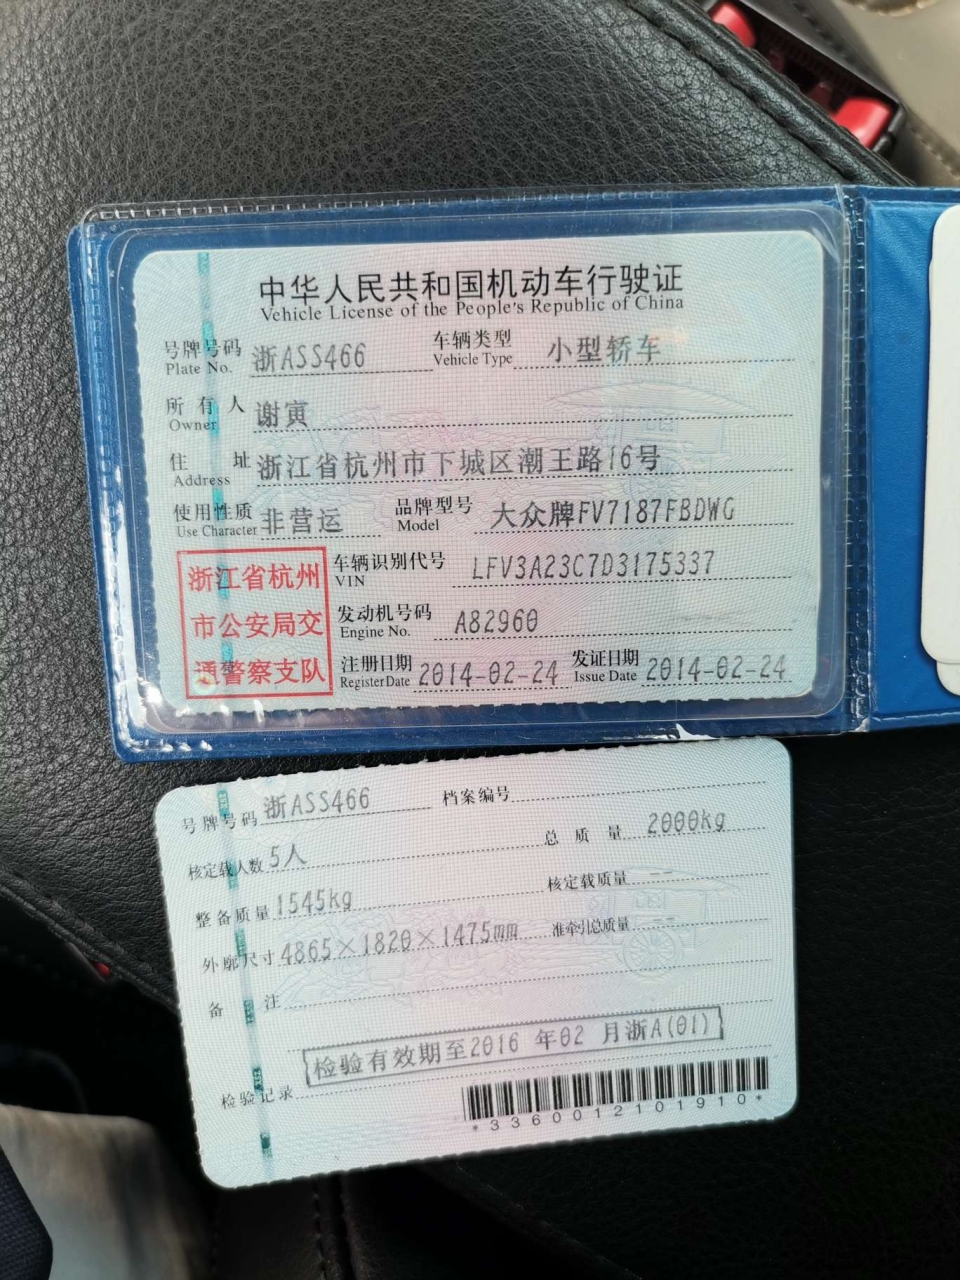 中华人民共和国机动车行驶证
Vehicle License of the People's Republic of China
号牌号码 浙ASS466 车辆类型 小型轿车
Plate No. Vehicle Type
所有人 谢寅
Owner
住址 浙江省杭州市下城区潮王路16号
Address
使用性质 非营运 品牌型号 大众牌FV7187FBDWG
Use Character Model
浙江省杭州
市公安局交
通警察支队
车辆识别代号 LFV3A23C7D3175337
VIN
发动机号码 A82960
Engine No.
注册日期 2014-02-24 发证日期 2014-02-24
Register Date Issue Date
号牌号码 浙ASS466 档案编号
核定载人数 5人 总质量 2000kg
整备质量 1545kg 核定载质量 --
外廓尺寸 4865×1820×1475mm 准牵引总质量 --
备注
检验有效期至2016 年02 月浙A(01)
检验记录
*336001210191​0*